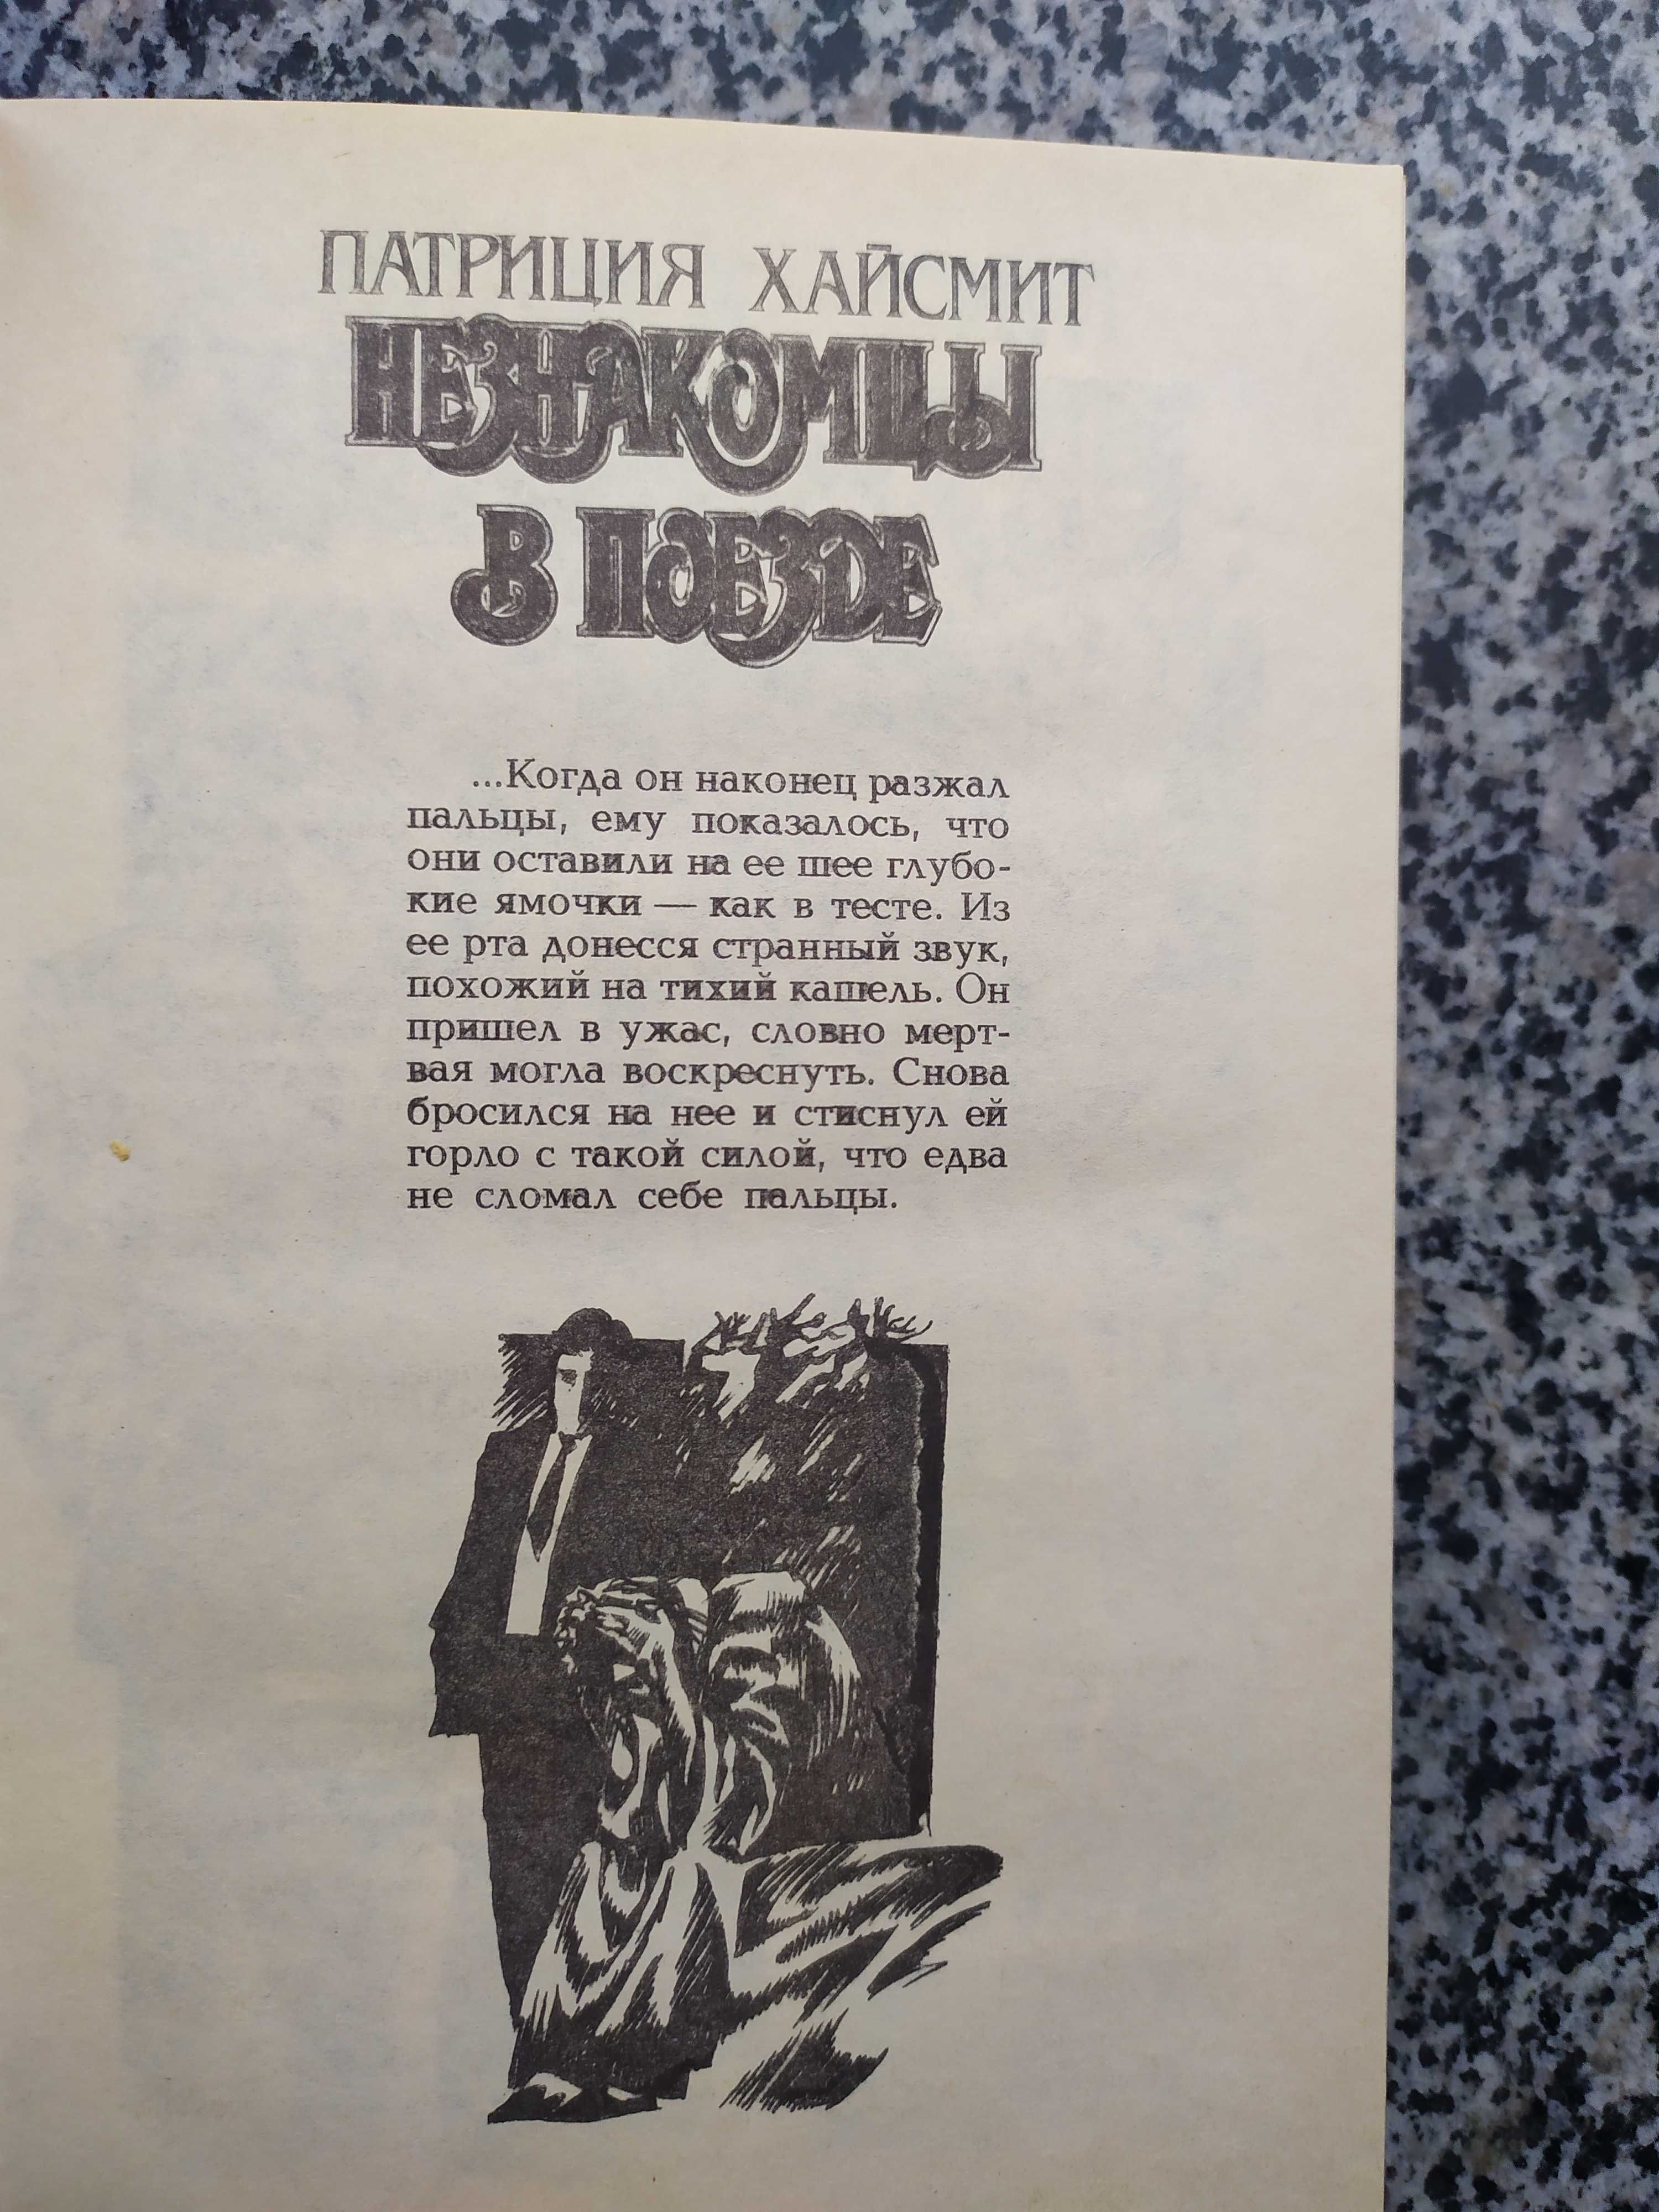 ПАТРИЦИЯ ХАЙСМИТ
НЕЗНАКОМЦЫ
В ПОЕЗДЕ
...Когда он наконец разжал
пальцы, ему показалось, что
они оставили на ее шее глубо-
кие ямочки — как в тесте. Из
ее рта донесся странный звук,
похожий на тихий кашель. Он
пришел в ужас, словно мерт-
вая могла воскреснуть. Снова
бросился на нее и стиснул ей
горло с такой силой, что едва
не сломал себе пальцы.